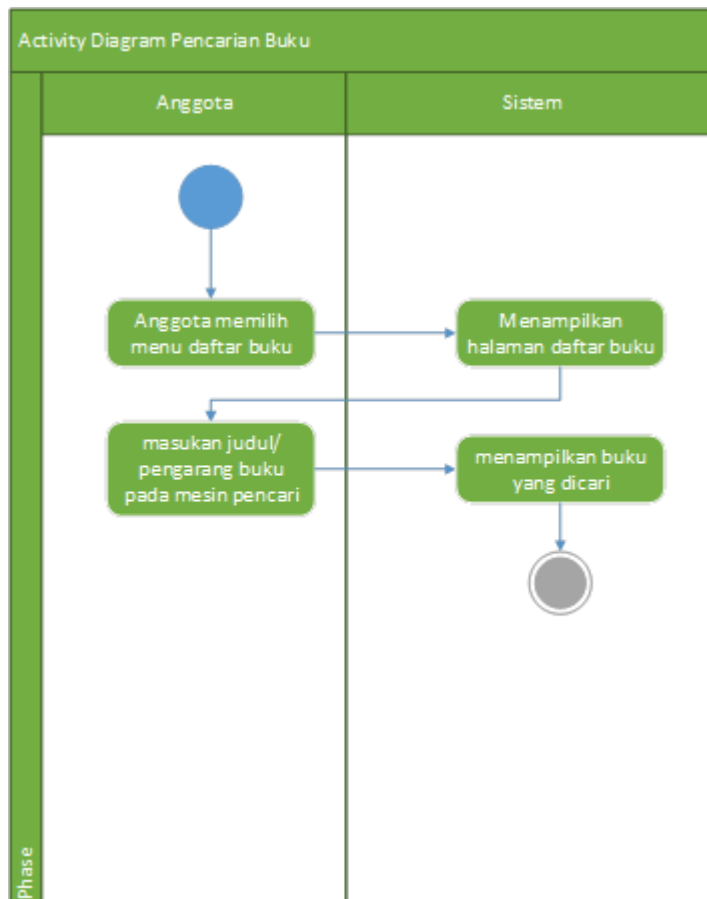 Activity Diagram Pencarian Buku
Anggota
Sistem
Anggota memilih
menu daftar buku
Menampilkan
halaman daftar buku
masukan judul/
pengarang buku
pada mesin pencari
menampilkan buku
yang dicari
Phase